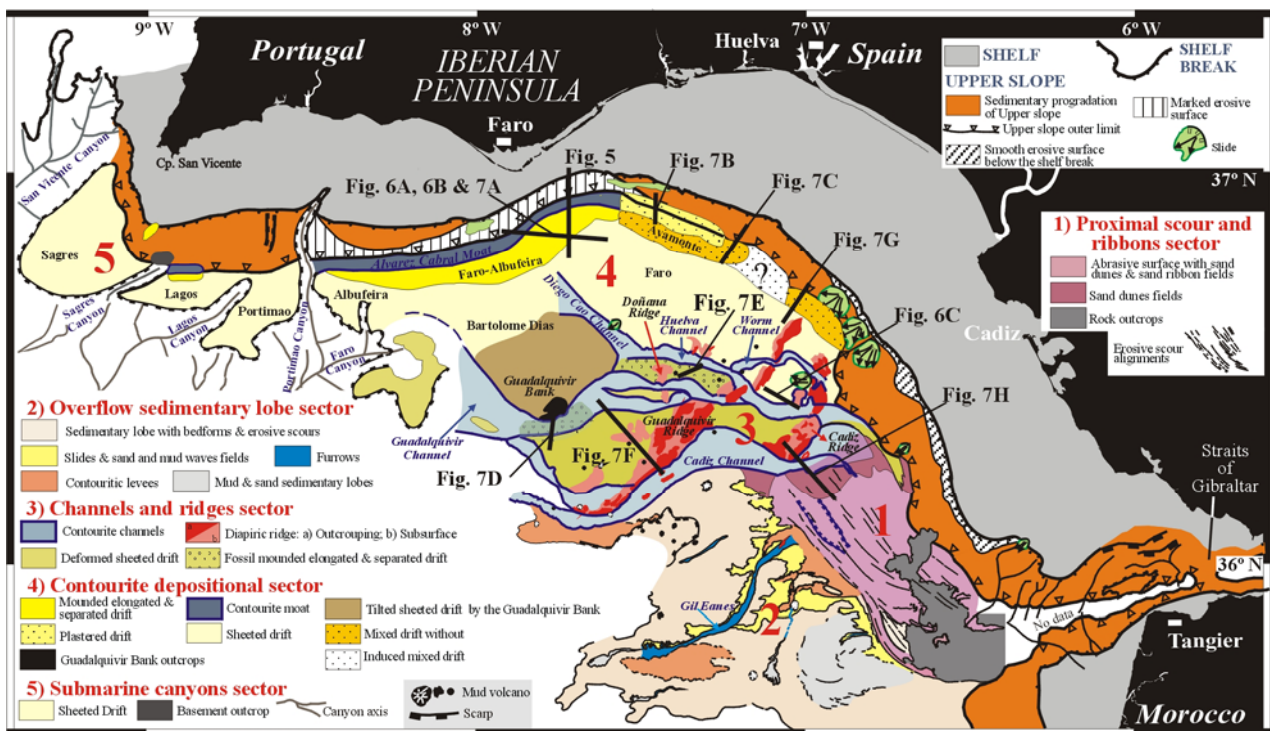 9º W
8º W
7º W
6º W
Portugal
IBERIAN
PENINSULA
Huelva
Spain
Faro
Cp. San Vicente
San Vicente Canyon
Fig. 5
Fig. 6A, 6B & 7A
Fig. 7B
Fig. 7C
Fig. 7G
Fig. 6C
Fig. 7H
Fig. 7E
Fig. 7F
Fig. 7D
37º N
36º N
SHELF
SHELF
BREAK
UPPER SLOPE
Sedimentary progradation
of Upper slope
Marked erosive
surface
Upper slope outer limit
Smooth erosive surface
below the shelf break
Slide
1) Proximal scour and
ribbons sector
Abrasive surface with sand
dunes & sand ribbon fields
Sand dunes fields
Rock outcrops
Erosive scour
alignments
Sagres
5
Sagres
Canyon
Lagos
Lagos
Canyon
Portimao
Portimao Canyon
Albufeira
Faro
Canyon
Alvarez Cabral Moat
Faro-Albufeira
4
Faro
Ayamonte
?
Bartolome Dias
Diego Cao Channel
Doñana
Ridge
Huelva
Channel
Worm
Channel
Guadalquivir
Bank
Guadalquivir
Channel
Guadalquivir
Ridge
3
Cadiz
Ridge
Cadiz Channel
Cadiz
1
Gil Eanes
2
Straits
of
Gibraltar
No data
Tangier
Morocco
2) Overflow sedimentary lobe sector
Sedimentary lobe with bedforms & erosive scours
Slides & sand and mud waves fields
Furrows
Contouritic levees
Mud & sand sedimentary lobes
3) Channels and ridges sector
Contourite channels
a
b
Diapiric ridge: a) Outcrouping; b) Subsurface
Deformed sheeted drift
Fossil mounded elongated & separated drift
4) Contourite depositional sector
Mounded elongated &
separated drift
Contourite moat
Tilted sheeted drift by the Guadalquivir Bank
Plastered drift
Sheeted drift
Mixed drift without
Guadalquivir Bank outcrops
Induced mixed drift
5) Submarine canyons sector
Sheeted Drift
Basement outcrop
Canyon axis
Mud volcano
Scarp